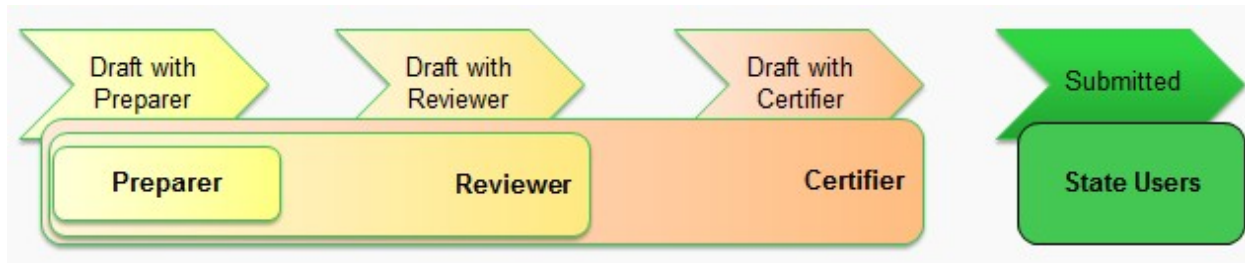 Draft with
Preparer
Draft with
Reviewer
Draft with
Certifier
Submitted
Preparer
Reviewer
Certifier
State Users